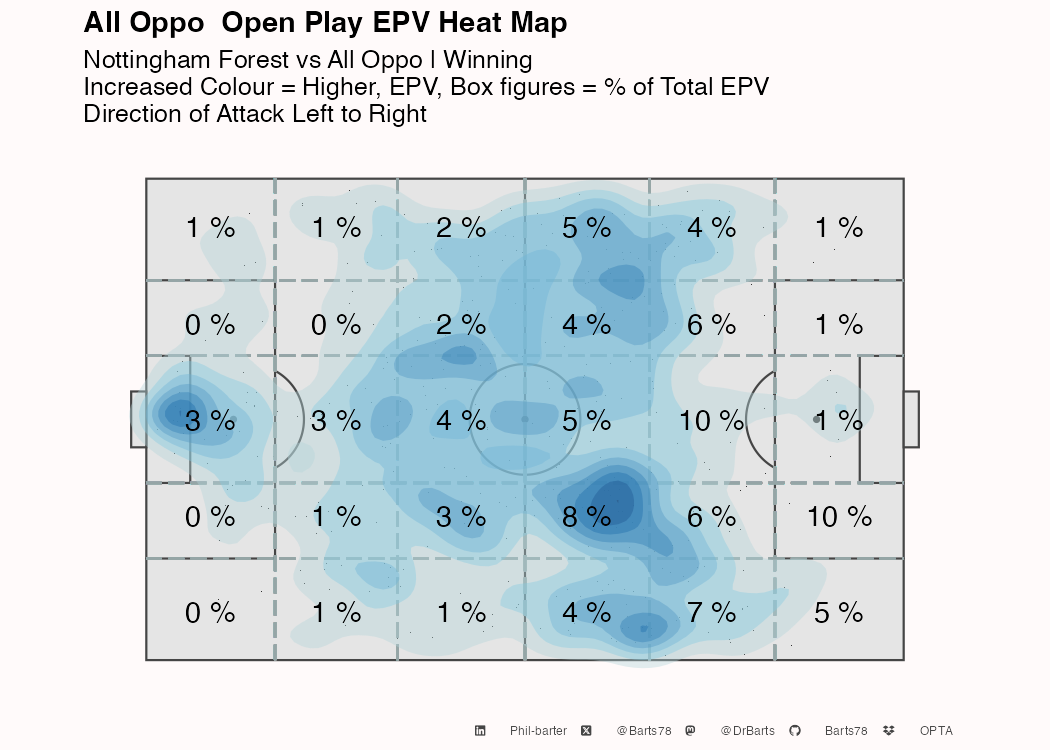 All Oppo  Open Play EPV Heat Map
Nottingham Forest vs All Oppo | Winning
Increased Colour = Higher, EPV, Box figures = % of Total EPV
Direction of Attack Left to Right
1 % 1 % 2 % 5 % 4 % 1 %
0 % 0 % 2 % 4 % 6 % 1 %
3 % 3 % 4 % 5 % 10 % 1 %
0 % 1 % 3 % 8 % 6 % 10 %
0 % 1 % 1 % 4 % 7 % 5 %
Phil-barter @Barts78 @DrBarts Barts78 OPTA